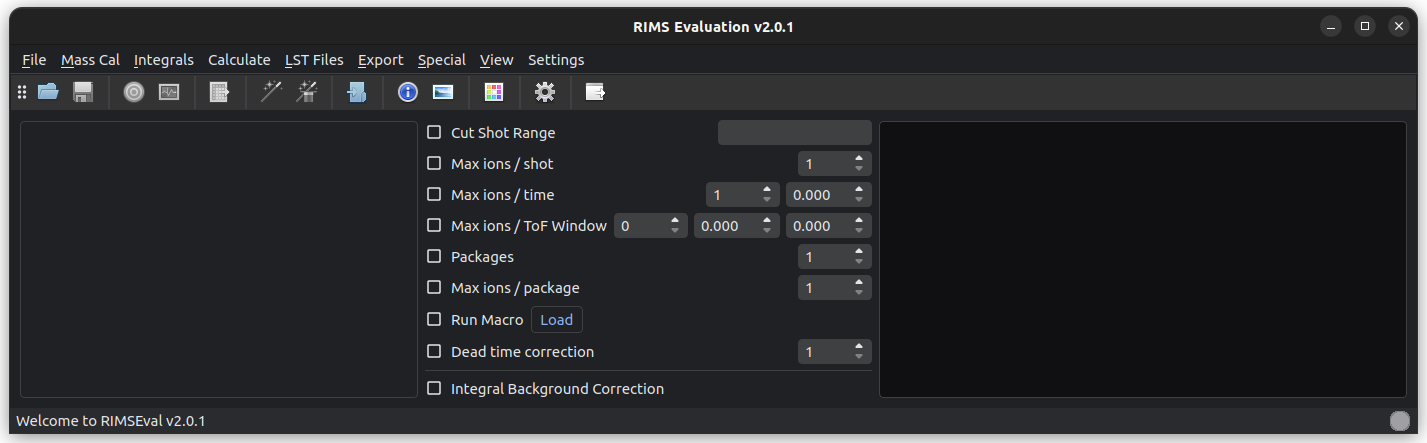 RIMS Evaluation v2.0.1
File Mass Cal Integrals Calculate LST Files Export Special View Settings
Cut Shot Range
Max ions / shot 1
Max ions / time 1 0.000
Max ions / ToF Window 0 0.000 0.000
Packages 1
Max ions / package 1
Run Macro Load
Dead time correction 1
Integral Background Correction
Welcome to RIMSEval v2.0.1